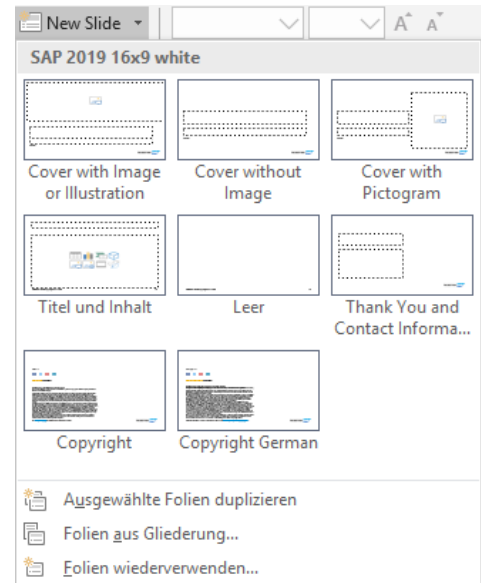 New Slide
A A
SAP 2019 16x9 white
Cover with Image
or Illustration
Cover without
Image
Cover with
Pictogram
Titel und Inhalt
Leer
Thank You and
Contact Informa...
Copyright
Copyright German
Ausgewählte Folien duplizieren
Folien aus Gliederung...
Folien wiederverwenden...